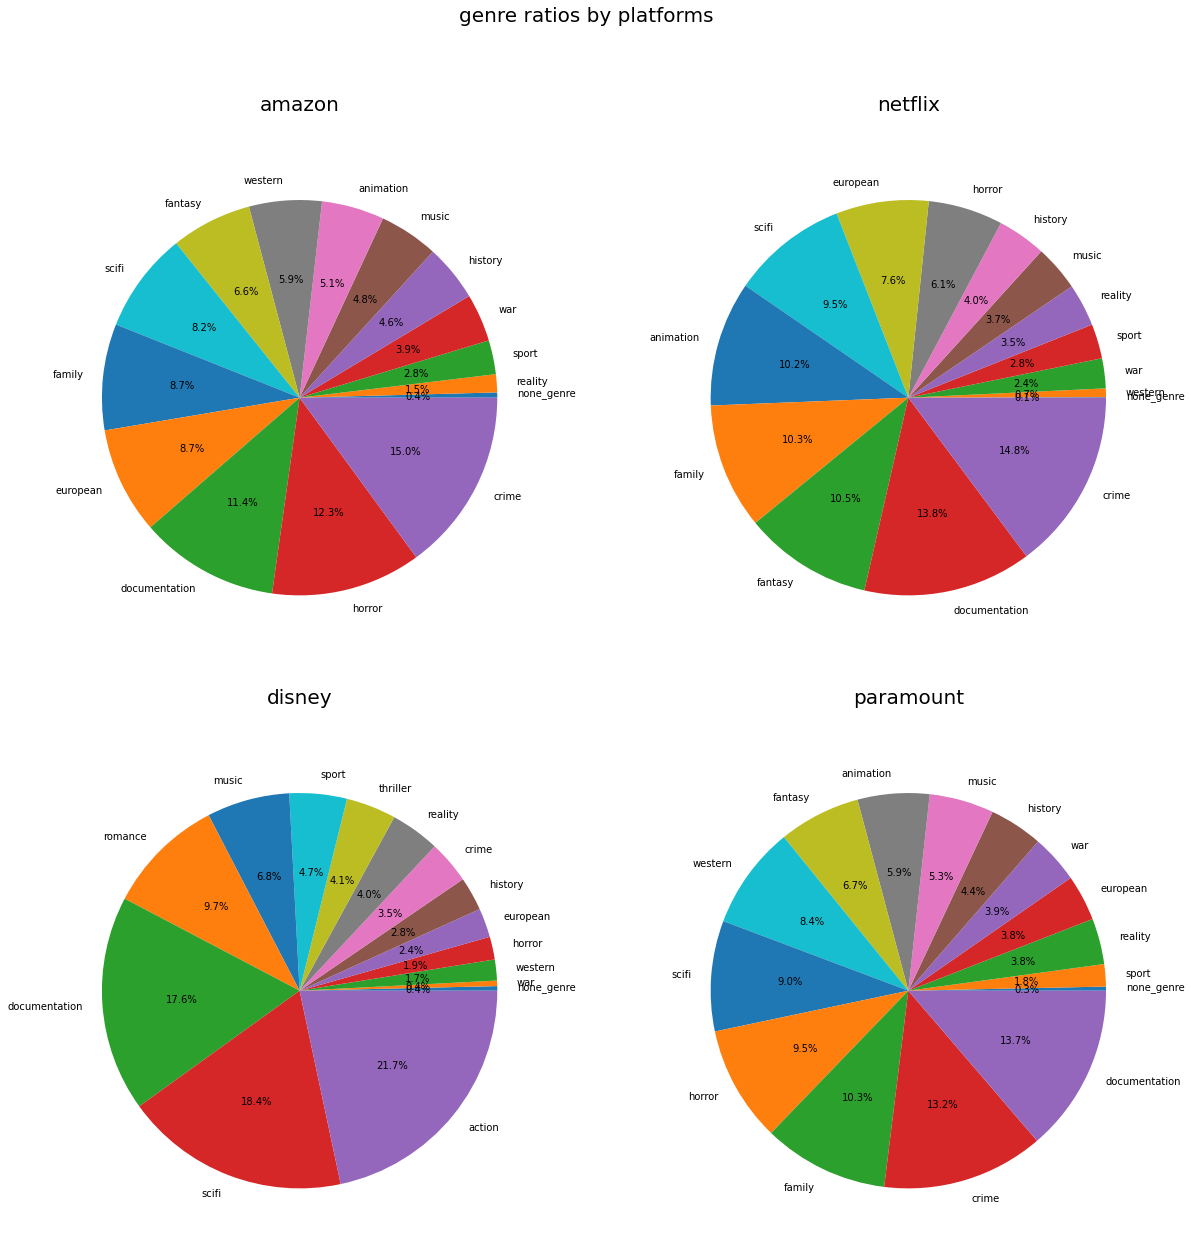 genre ratios by platforms
amazon
western
animation
fantasy
music
scifi
history
war
family
sport
reality
none_genre
european
crime
documentation
horror
5.9%
5.1%
6.6%
4.8%
4.6%
8.2%
3.9%
2.8%
8.7%
1.5%
0.4%
8.7%
15.0%
11.4%
12.3%
netflix
european
horror
scifi
history
music
reality
animation
sport
war
western
none_genre
family
crime
fantasy
documentation
7.6%
6.1%
4.0%
9.5%
3.7%
3.5%
10.2%
2.8%
2.4%
0.7%
0.1%
10.3%
14.8%
10.5%
13.8%
disney
music
sport
thriller
romance
reality
crime
history
european
horror
western
war
none_genre
documentation
action
scifi
6.8%
4.7%
4.1%
4.0%
9.7%
3.5%
2.8%
2.4%
1.9%
1.7%
0.4%
0.4%
17.6%
21.7%
18.4%
paramount
animation
music
fantasy
history
western
war
european
reality
scifi
sport
none_genre
horror
documentation
family
crime
5.9%
5.3%
6.7%
4.4%
8.4%
3.9%
3.8%
3.8%
9.0%
1.8%
0.3%
9.5%
13.7%
10.3%
13.2%